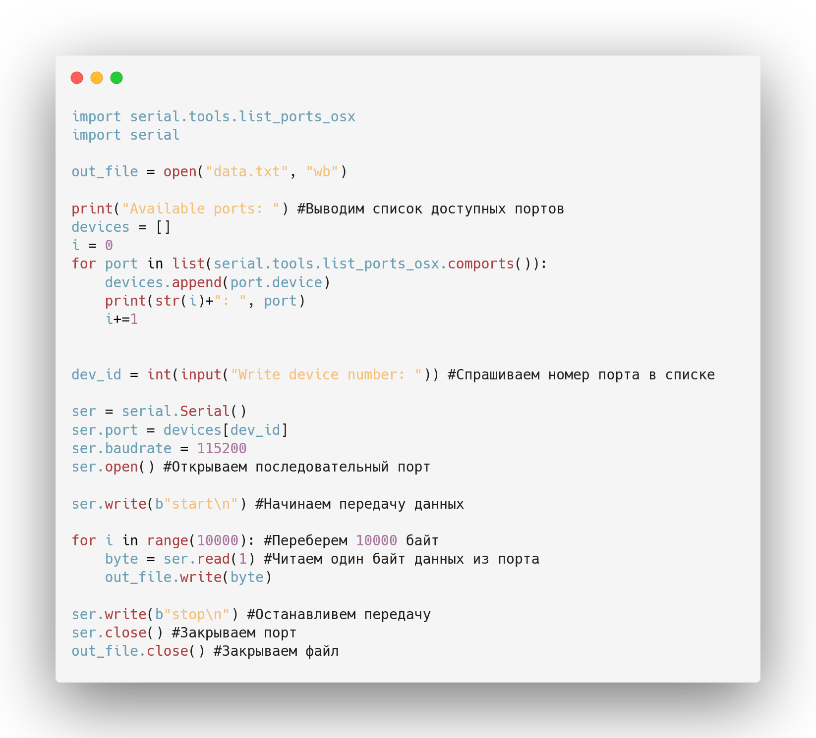 import serial.tools.list_ports_osx
import serial
out_file = open("data.txt", "wb")
print("Available ports: ") #Выводим список доступных портов
devices = []
i = 0
for port in list(serial.tools.list_ports_osx.comports()):
    devices.append(port.device)
    print(str(i)+": ", port)
    i+=1
dev_id = int(input("Write device number: ")) #Спрашиваем номер порта в списке
ser = serial.Serial()
ser.port = devices[dev_id]
ser.baudrate = 115200
ser.open() #Открываем последовательный порт
ser.write(b"start\n") #Начинаем передачу данных
for i in range(10000): #Переберем 10000 байт
    byte = ser.read(1) #Читаем один байт данных из порта
    out_file.write(byte)
ser.write(b"stop\n") #Останавливем передачу
ser.close() #Закрываем порт
out_file.close() #Закрываем файл